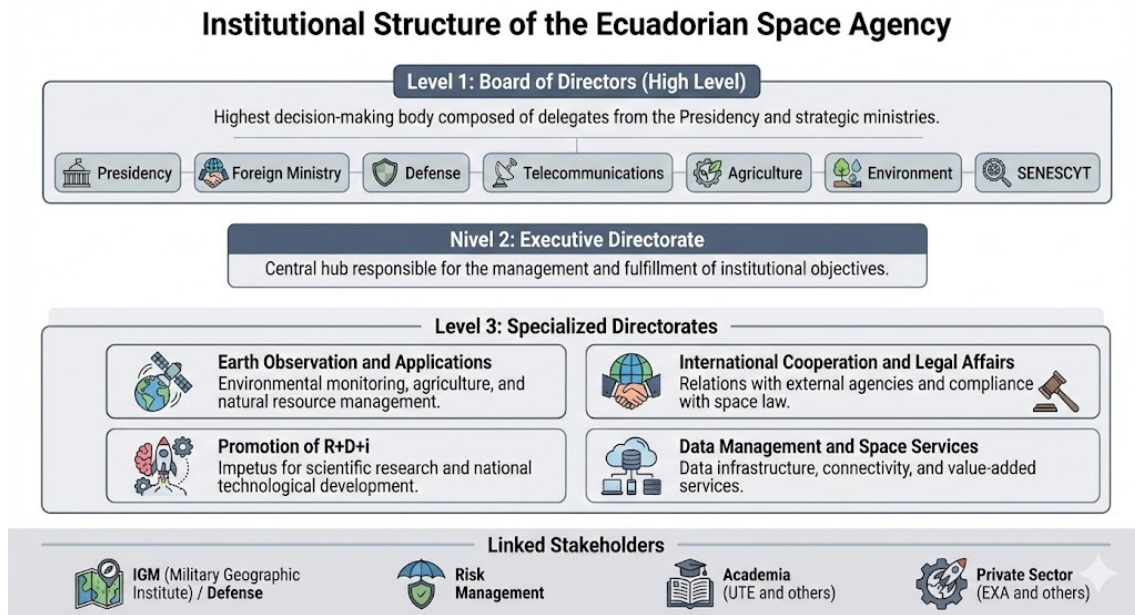 Institutional Structure of the Ecuadorian Space Agency
Level 1: Board of Directors (High Level)
Highest decision-making body composed of delegates from the Presidency and strategic ministries.
Presidency
Foreign Ministry
Defense
Telecommunications
Agriculture
Environment
SENESCYT
Nivel 2: Executive Directorate
Central hub responsible for the management and fulfillment of institutional objectives.
Level 3: Specialized Directorates
Earth Observation and Applications
Environmental monitoring, agriculture, and
natural resource management.
International Cooperation and Legal Affairs
Relations with external agencies and compliance
with space law.
Promotion of R+D+i
Impetus for scientific research and national
technological development.
Data Management and Space Services
Data infrastructure, connectivity, and value-added
services.
Linked Stakeholders
IGM (Military Geographic
Institute) / Defense
Risk
Management
Academia
(UTE and others)
Private Sector
(EXA and others)